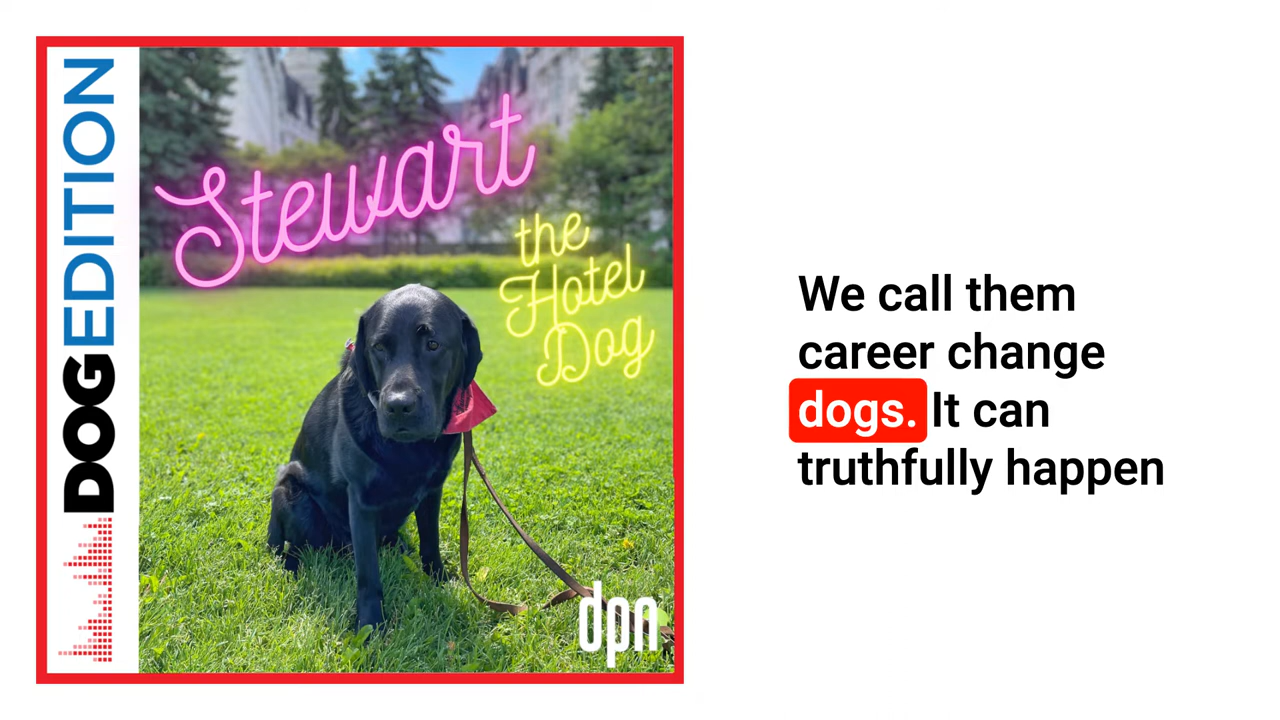 DOGEDITION
Stewart
the
Hotel
Dog
dpn
We call them
career change
dogs. It can
truthfully happen